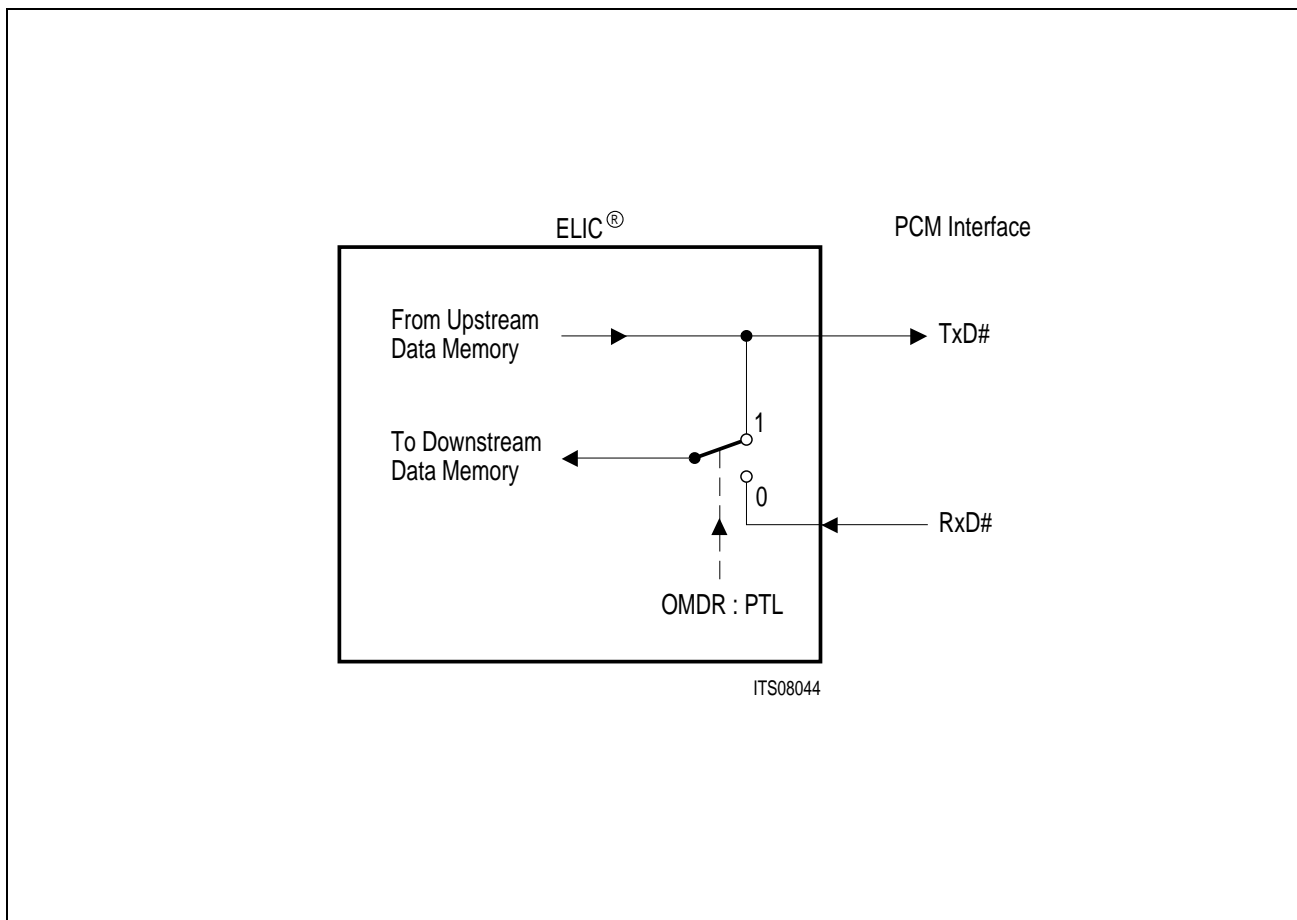 ELIC®
PCM Interface
From Upstream
Data Memory
TxD#
1
To Downstream
Data Memory
0
RxD#
OMDR : PTL
ITS08044